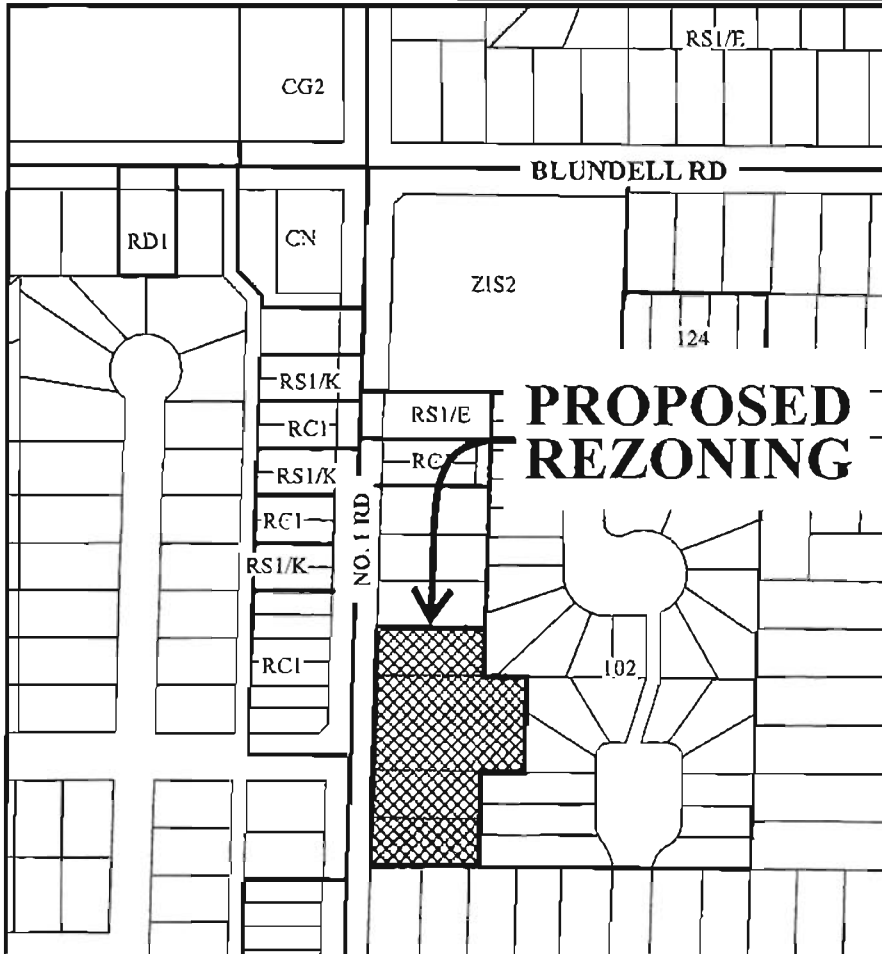 RS1/E
CG2
BLUNDELL RD
RD1
CN
ZIS2
124
RS1/K
RS1/E
PROPOSED
REZONING
RC1
RS1/K
RC1
NO. 1 RD
RS1/K
RC1
102